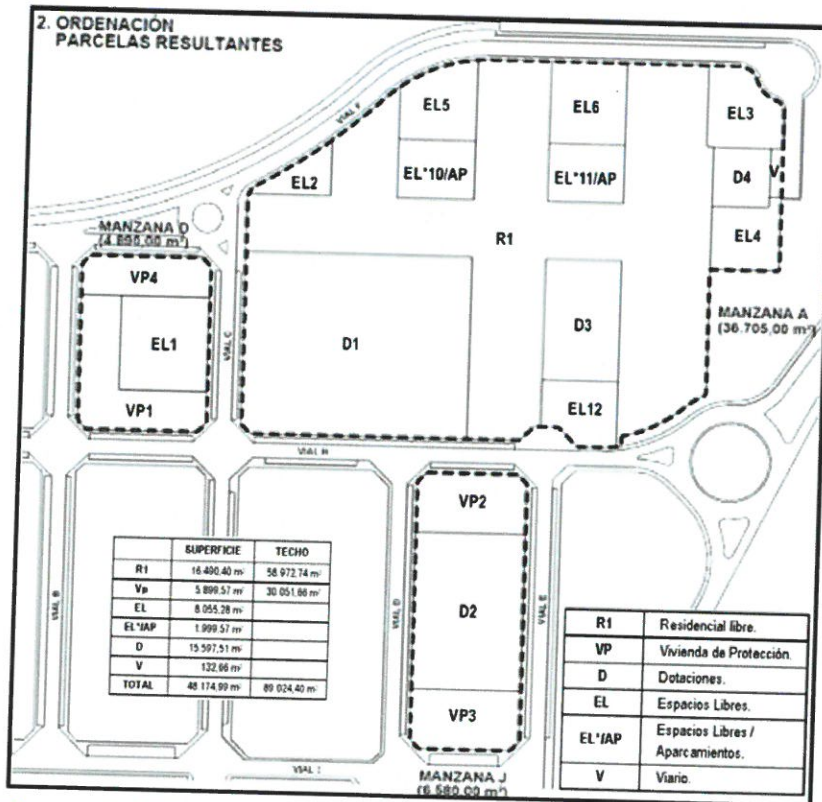 2. ORDENACIÓN
PARCELAS RESULTANTES
VIAL F
EL5
EL6
EL3
EL*10/AP
EL*11/AP
D4
V
EL2
EL4
R1
MANZANA D
(4.890,00 m²)
VP4
EL1
VP1
VIAL C
D1
D3
EL12
MANZANA A
(36.705,00 m²)
VIAL H
VIAL B
VIAL D
VIAL E
VP2
D2
VP3
SUPERFICIE TECHO
R1 16.490,40 m² 58.972,74 m²
Vp 5.899,57 m² 30.051,66 m²
EL 8.055,28 m²
EL*/AP 1.999,57 m²
D 15.597,51 m²
V 132,66 m²
TOTAL 48.174,99 m² 89.024,40 m²
R1 Residencial libre.
VP Vivienda de Protección.
D Dotaciones.
EL Espacios Libres.
EL*/AP Espacios Libres /
Aparcamientos.
V Viario.
VIAL I
MANZANA J
(6.580,00 m²)